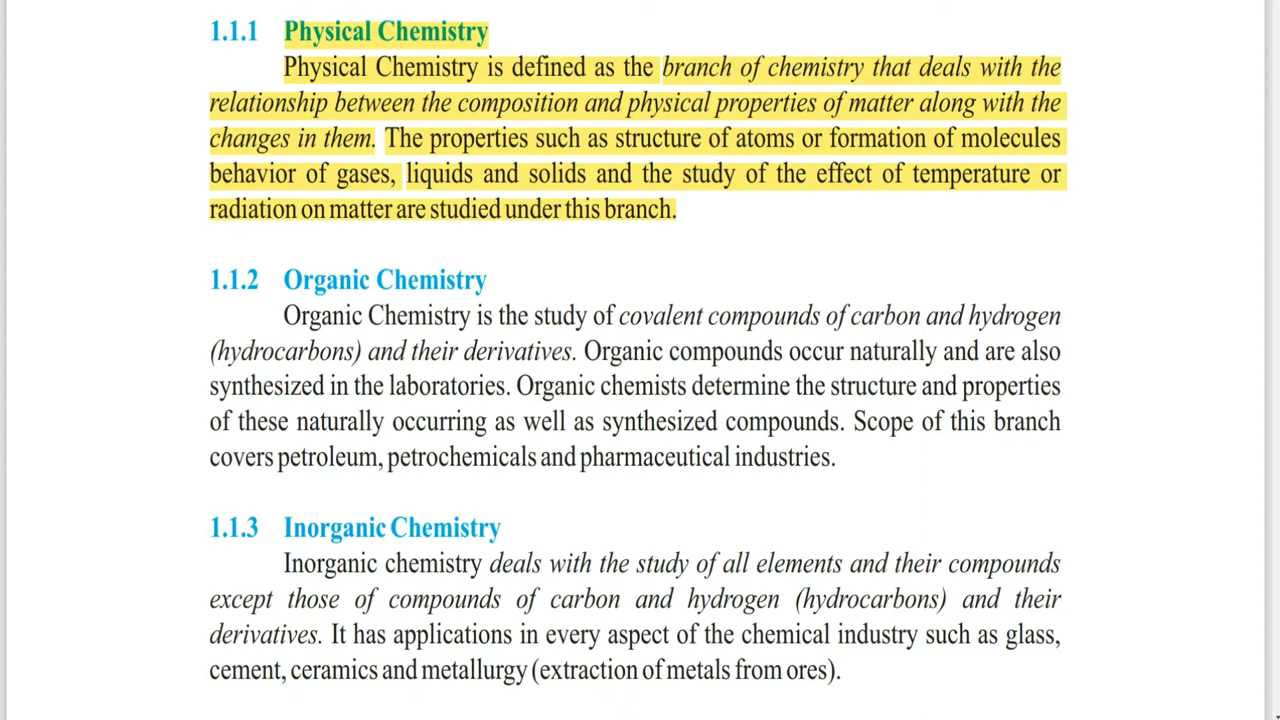 1.1.1 Physical Chemistry
Physical Chemistry is defined as the branch of chemistry that deals with the
relationship between the composition and physical properties of matter along with the
changes in them. The properties such as structure of atoms or formation of molecules
behavior of gases, liquids and solids and the study of the effect of temperature or
radiation on matter are studied under this branch.
1.1.2 Organic Chemistry
Organic Chemistry is the study of covalent compounds of carbon and hydrogen
(hydrocarbons) and their derivatives. Organic compounds occur naturally and are also
synthesized in the laboratories. Organic chemists determine the structure and properties
of these naturally occurring as well as synthesized compounds. Scope of this branch
covers petroleum, petrochemicals and pharmaceutical industries.
1.1.3 Inorganic Chemistry
Inorganic chemistry deals with the study of all elements and their compounds
except those of compounds of carbon and hydrogen (hydrocarbons) and their
derivatives. It has applications in every aspect of the chemical industry such as glass,
cement, ceramics and metallurgy (extraction of metals from ores).